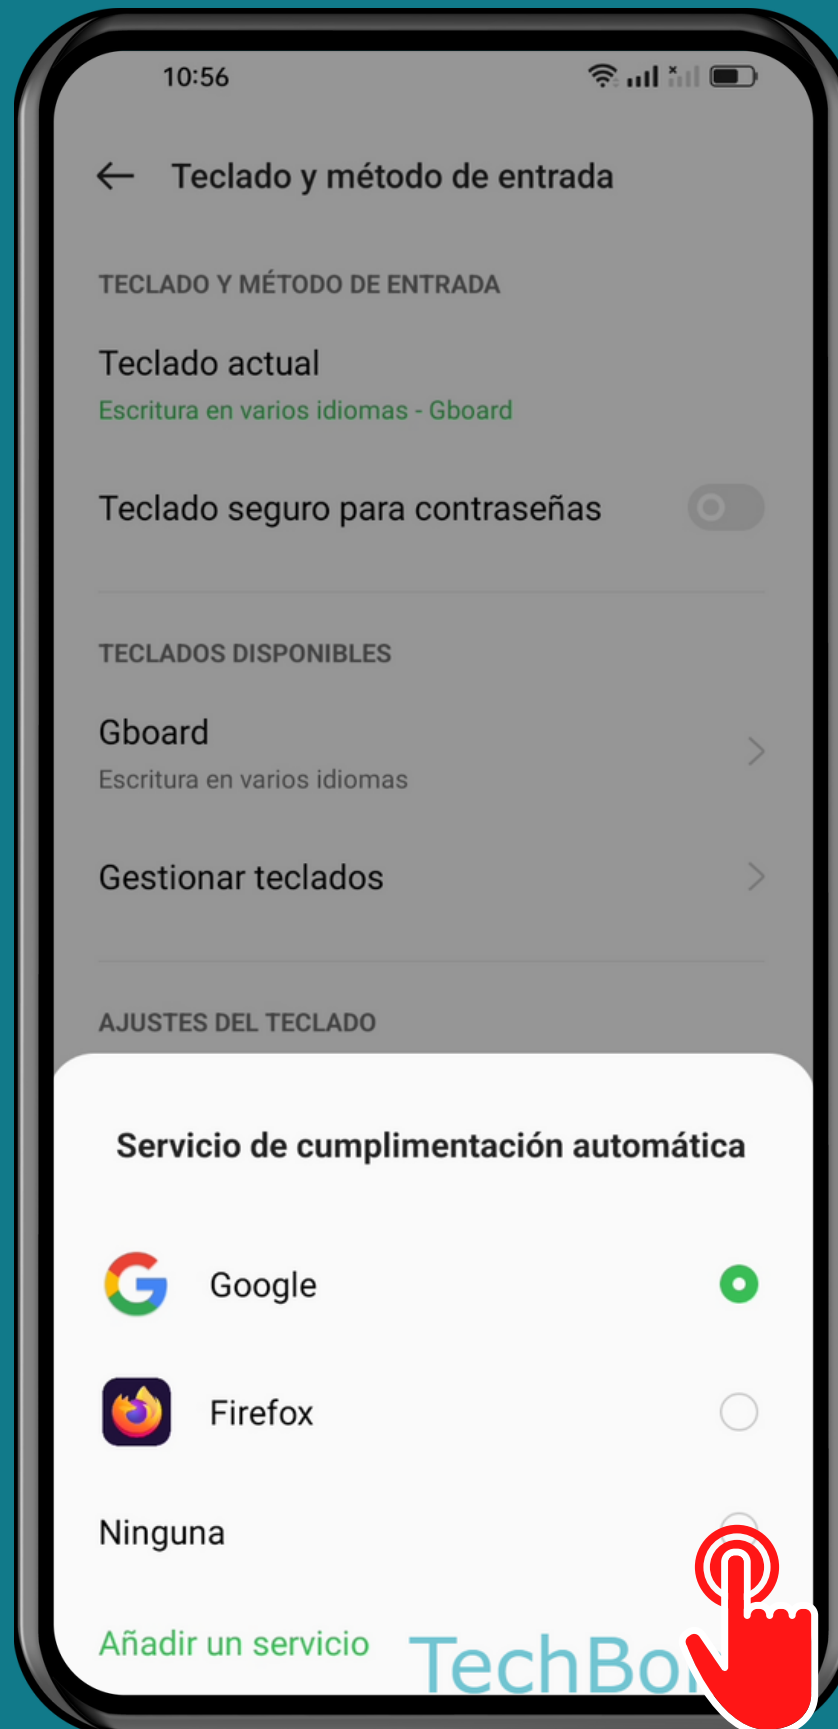 10:56
Teclado y método de entrada
TECLADO Y MÉTODO DE ENTRADA
Teclado actual
Escritura en varios idiomas - Gboard
Teclado seguro para contraseñas
TECLADOS DISPONIBLES
Gboard
Escritura en varios idiomas
Gestionar teclados
AJUSTES DEL TECLADO
Servicio de cumplimentación automática
Google
Firefox
Ninguna
Añadir un servicio